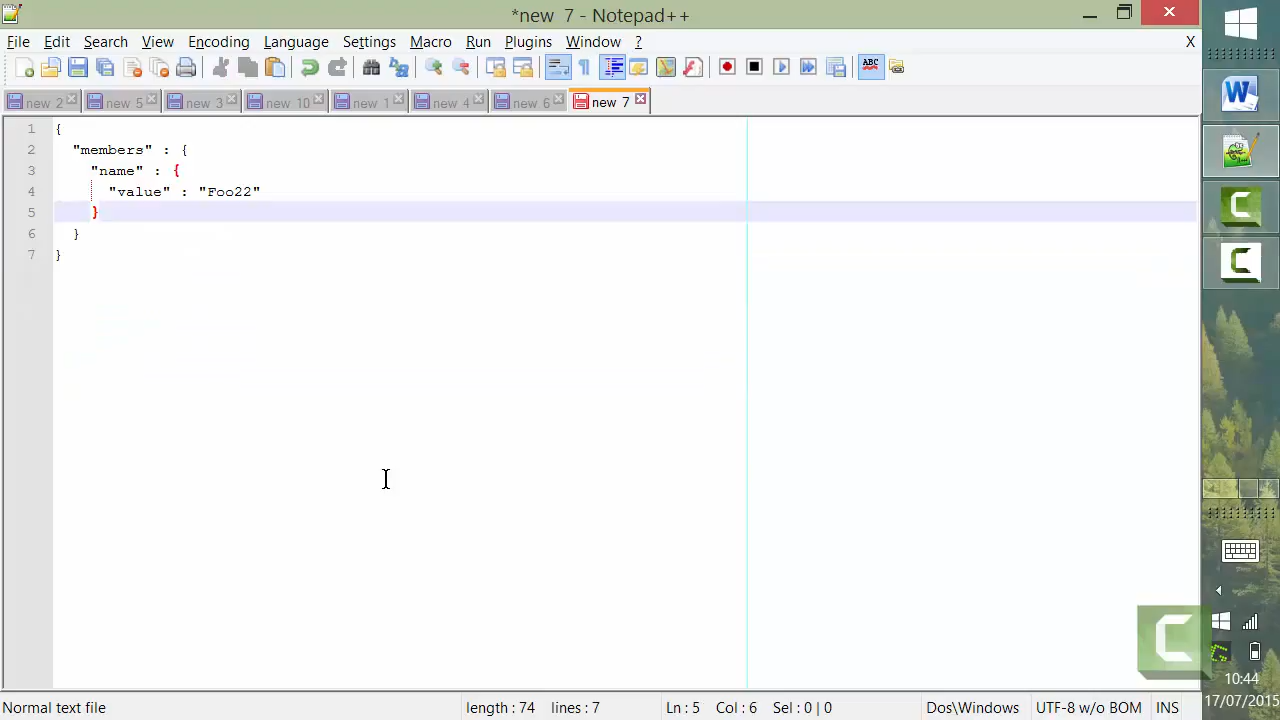 *new 7 - Notepad++
File Edit Search View Encoding Language Settings Macro Run Plugins Window ? X
ABC
new 2 new 5 new 3 new 10 new 1 new 4 new 6 new 7
1 {
2 "members" : {
3 "name" : {
4 "value" : "Foo22"
5 }
6 }
7 }
Normal text file length : 74 lines : 7 Ln : 5 Col : 6 Sel : 0 | 0 Dos\Windows UTF-8 w/o BOM INS
10:44
17/07/2015